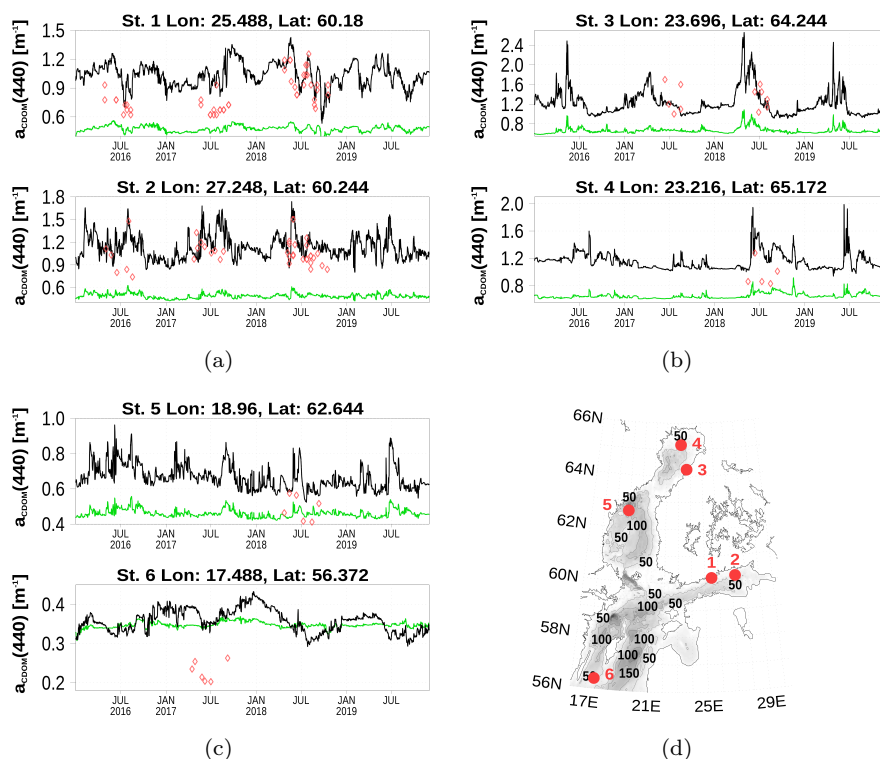 St. 1 Lon: 25.488, Lat: 60.18
aCDOM(440) [m-1]
1.5
1.2
0.9
0.6
JUL 2016
JAN 2017
JUL
JAN 2018
JUL
JAN 2019
JUL
St. 2 Lon: 27.248, Lat: 60.244
aCDOM(440) [m-1]
1.8
1.5
1.2
0.9
0.6
JUL 2016
JAN 2017
JUL
JAN 2018
JUL
JAN 2019
JUL
(a)
St. 3 Lon: 23.696, Lat: 64.244
aCDOM(440) [m-1]
2.4
2.0
1.6
1.2
0.8
JUL 2016
JAN 2017
JUL
JAN 2018
JUL
JAN 2019
JUL
St. 4 Lon: 23.216, Lat: 65.172
aCDOM(440) [m-1]
2.0
1.6
1.2
0.8
JUL 2016
JAN 2017
JUL
JAN 2018
JUL
JAN 2019
JUL
(b)
St. 5 Lon: 18.96, Lat: 62.644
aCDOM(440) [m-1]
1.0
0.8
0.6
0.4
JUL 2016
JAN 2017
JUL
JAN 2018
JUL
JAN 2019
JUL
St. 6 Lon: 17.488, Lat: 56.372
aCDOM(440) [m-1]
0.4
0.3
0.2
JUL 2016
JAN 2017
JUL
JAN 2018
JUL
JAN 2019
JUL
(c)
66N
64N
62N
60N
58N
56N
17E
21E
25E
29E
50
4
3
50
5
100
50
50
1
2
50
50
100
50
50
100
100
100
50
150
6
(d)